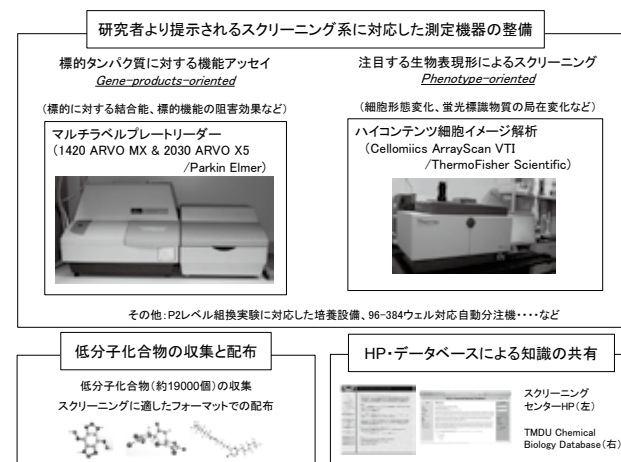 研究者より提示されるスクリーニング系に対応した測定機器の整備
標的タンパク質に対する機能アッセイ
Gene-products-oriented
（標的に対する結合能、標的機能の阻害効果など）
マルチラベルプレートリーダー
（1420 ARVO MX & 2030 ARVO X5
/Parkin Elmer）
注目する生物表現形によるスクリーニング
Phenotype-oriented
（細胞形態変化、蛍光標識物質の局在変化など）
ハイコンテンツ細胞イメージ解析
（Cellomiics ArrayScan VTI
/ThermoFisher Scientific）
その他：P2レベル組換実験に対応した培養設備、96-384ウェル対応自動分注機・・・・など
低分子化合物の収集と配布
低分子化合物（約19000個）の収集
スクリーニングに適したフォーマットでの配布
HP・データベースによる知識の共有
スクリーニング
センターHP（左）
TMDU Chemical
Biology Database（右）